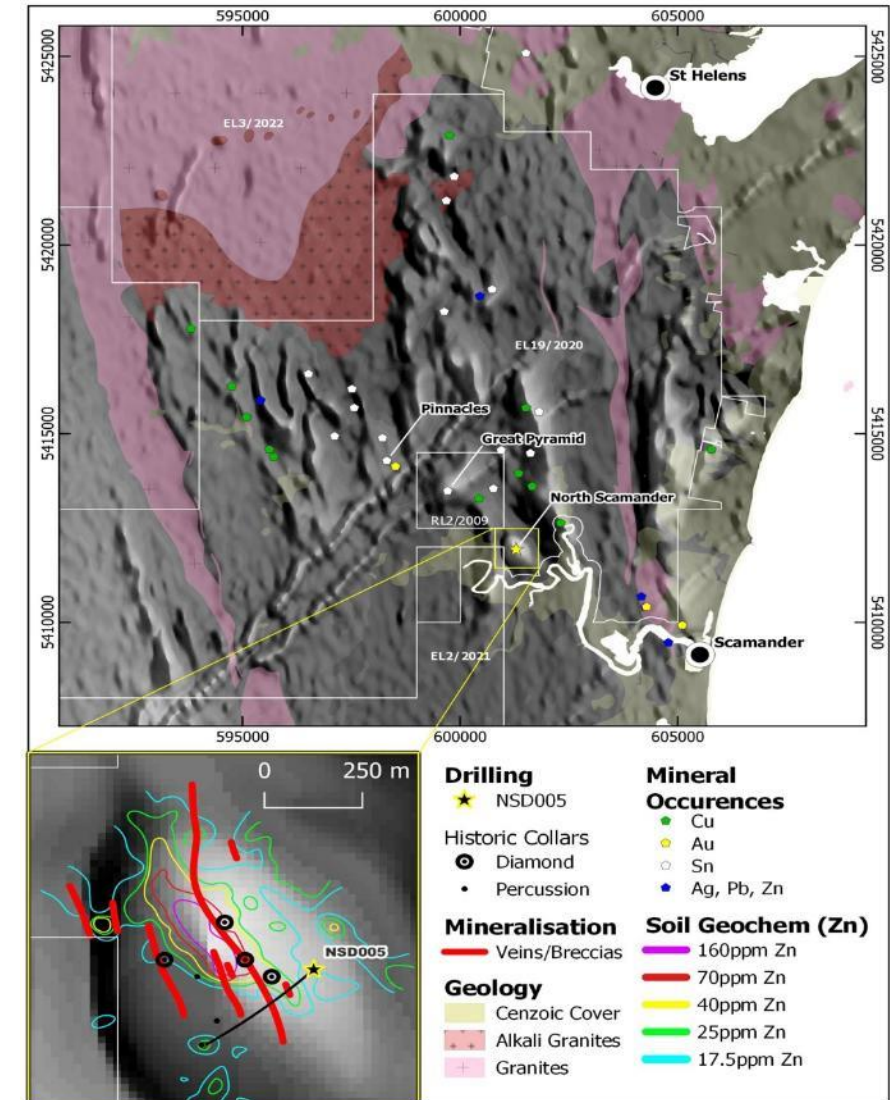 595000 600000 605000
5425000 5425000
St Helens
EL3/2022
5420000 5420000
EL19/2020
Pinnacles
5415000 5415000
Great Pyramid
North Scamander
RL2/2009
5410000 5410000
Scamander
EL2/2021
595000 600000 605000
0 250 m
NSD005
Drilling
NSD005
Historic Collars
Diamond
Percussion
Mineralisation
Veins/Breccias
Geology
Cenzoic Cover
Alkali Granites
Granites
Mineral
Occurences
Cu
Au
Sn
Ag, Pb, Zn
Soil Geochem (Zn)
160ppm Zn
70ppm Zn
40ppm Zn
25ppm Zn
17.5ppm Zn